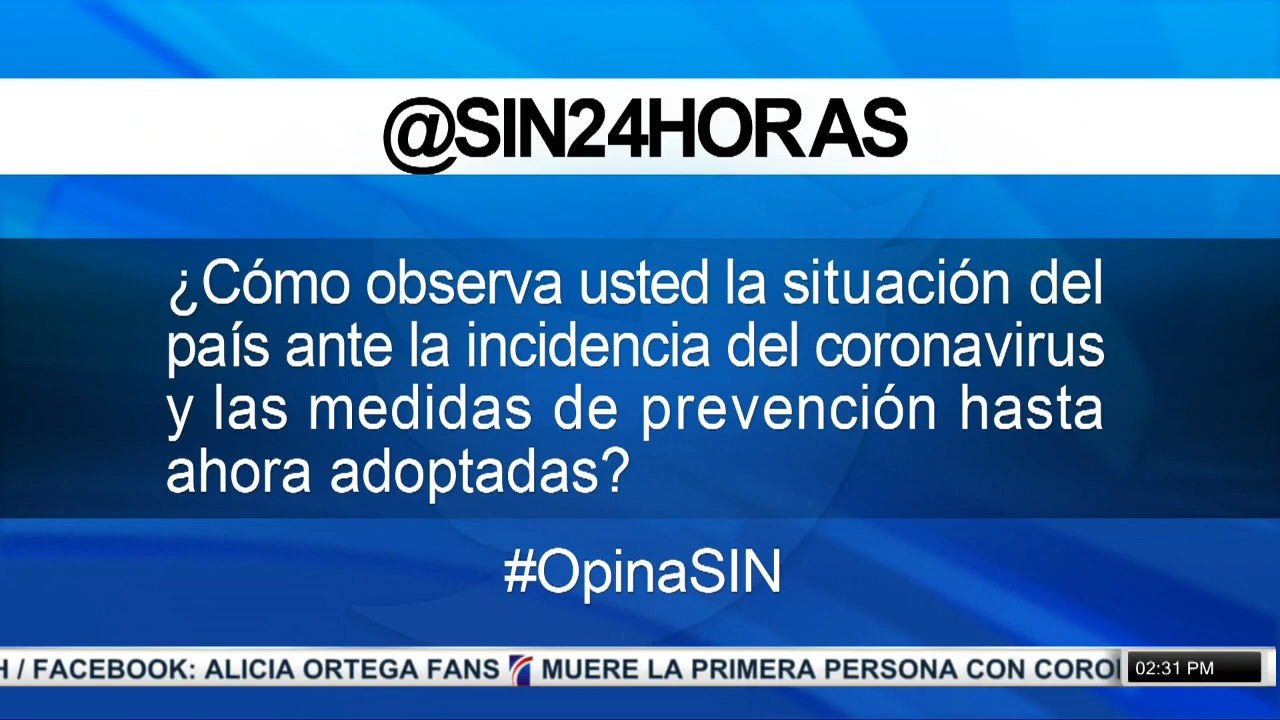 @SIN24HORAS
¿Cómo observa usted la situación del
país ante la incidencia del coronavirus
y las medidas de prevención hasta
ahora adoptadas?
#OpinaSIN
H / FACEBOOK: ALICIA ORTEGA FANS MUERE LA PRIMERA PERSONA CON CORO
02:31 PM